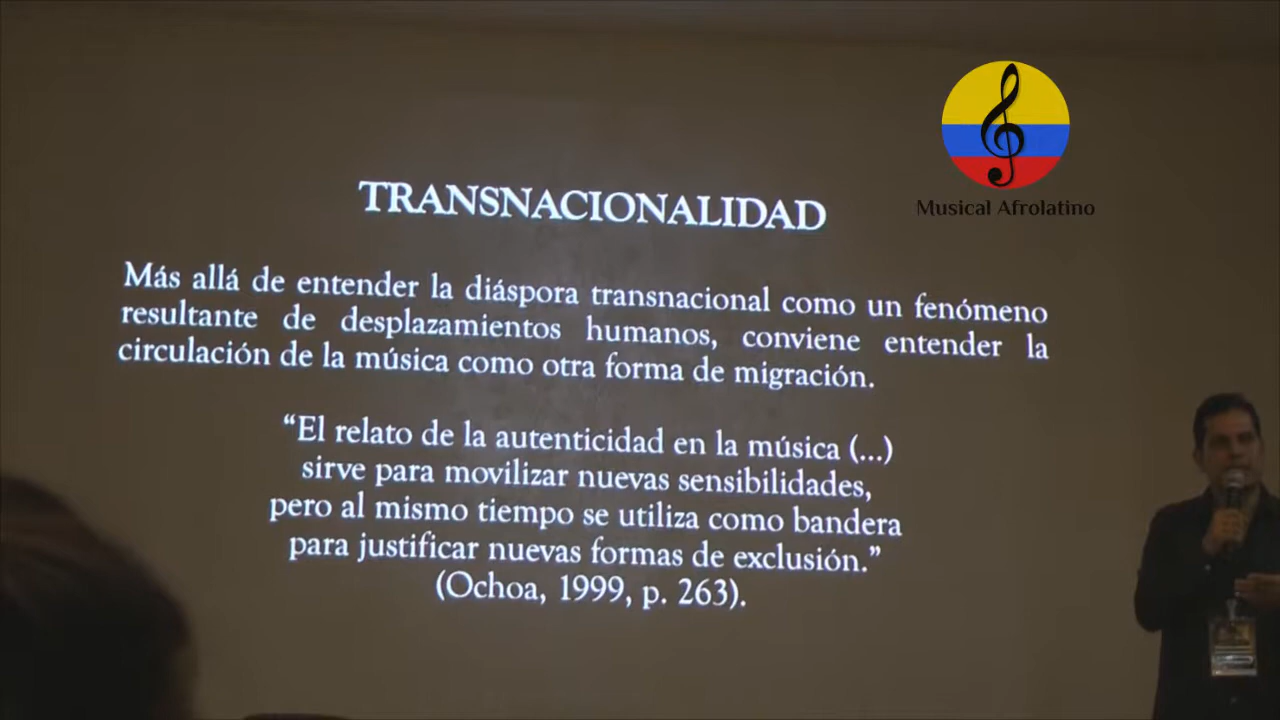 Musical Afrolatino
TRANSNACIONALIDAD
Más allá de entender la diáspora transnacional como un fenómeno
resultante de desplazamientos humanos, conviene entender la
circulación de la música como otra forma de migración.
“El relato de la autenticidad en la música (...)
sirve para movilizar nuevas sensibilidades,
pero al mismo tiempo se utiliza como bandera
para justificar nuevas formas de exclusión.”
(Ochoa, 1999, p. 263).